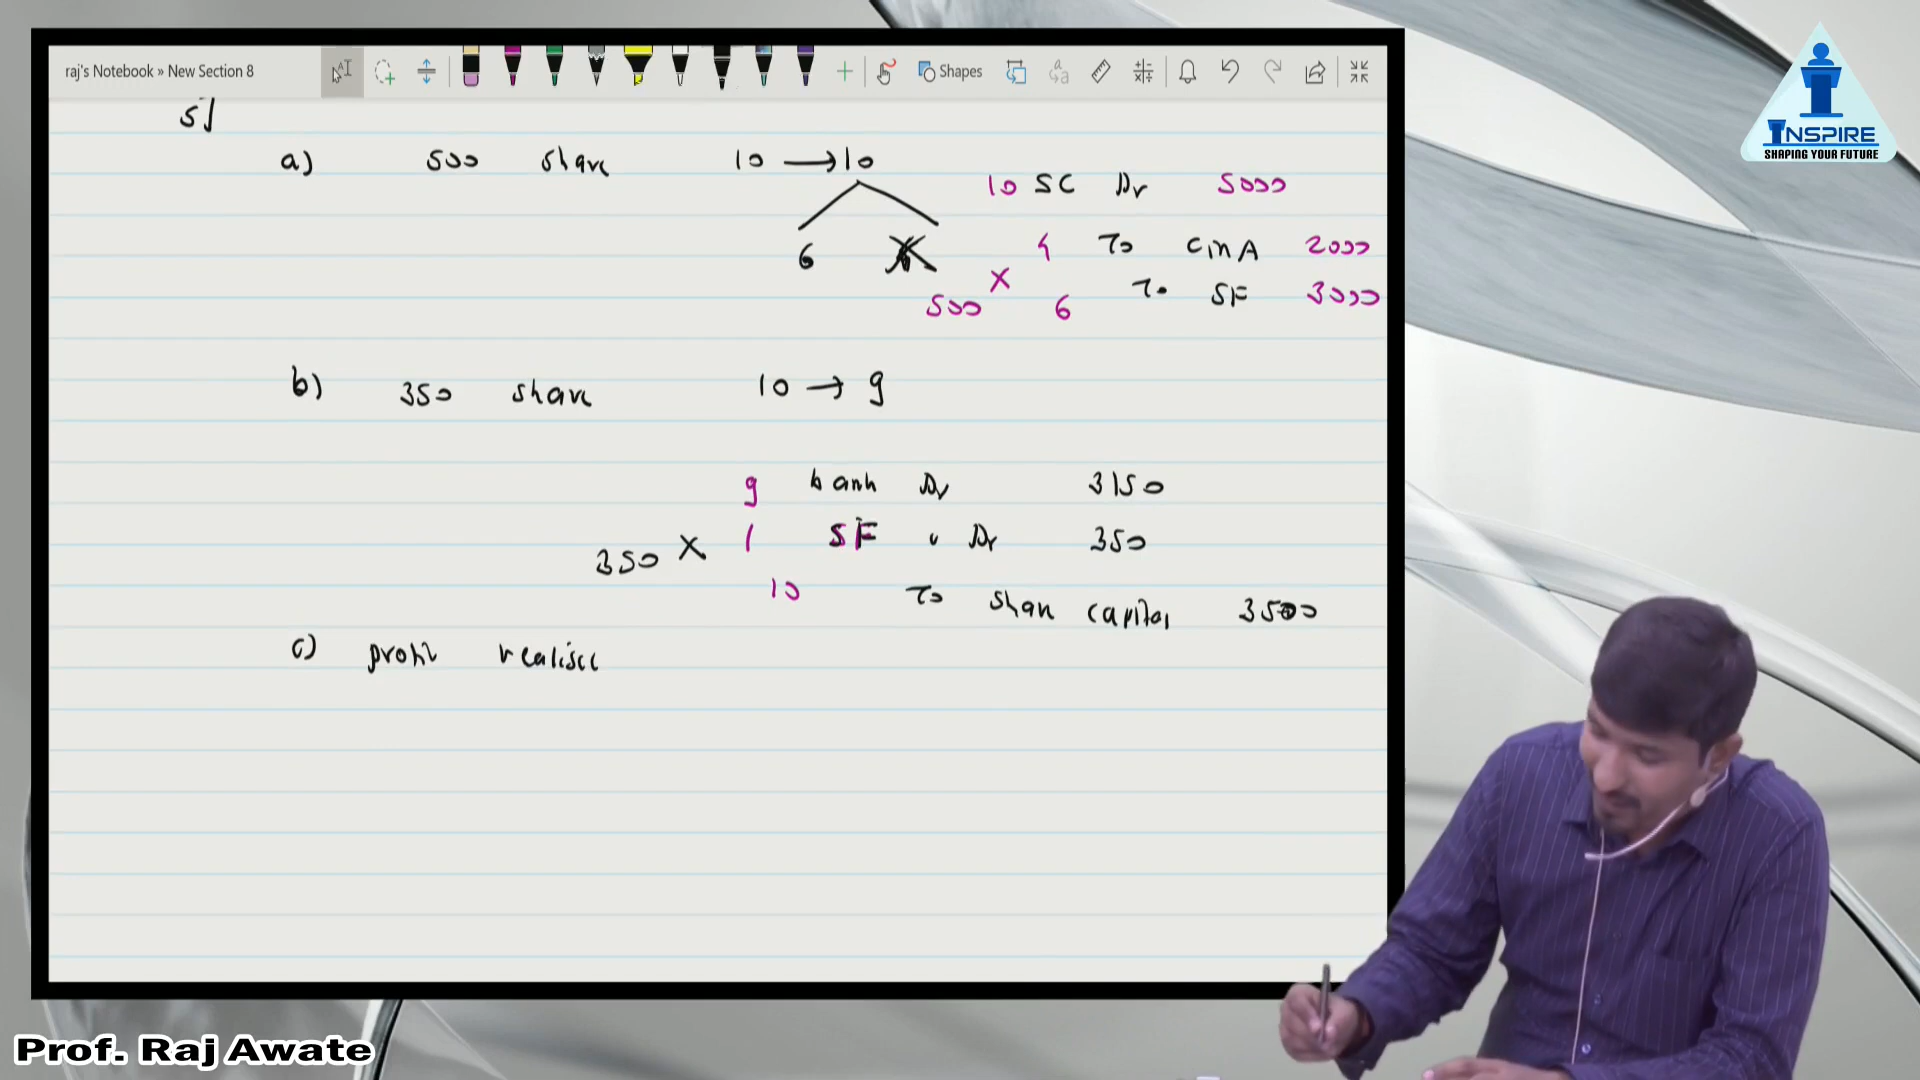 raj's Notebook » New Section 8
Shapes
INSPIRE
SHAPING YOUR FUTURE
5]
a) 500 share 10 → 10
10 SC Dr 5000
6
4 To CinA 2000
500 × 6 To SF 3000
b) 350 share 10 → 9
9 bank Dr 3150
350 × 1 SF Dr 350
10 To share capital 3500
c) profit realise
Prof. Raj Awate